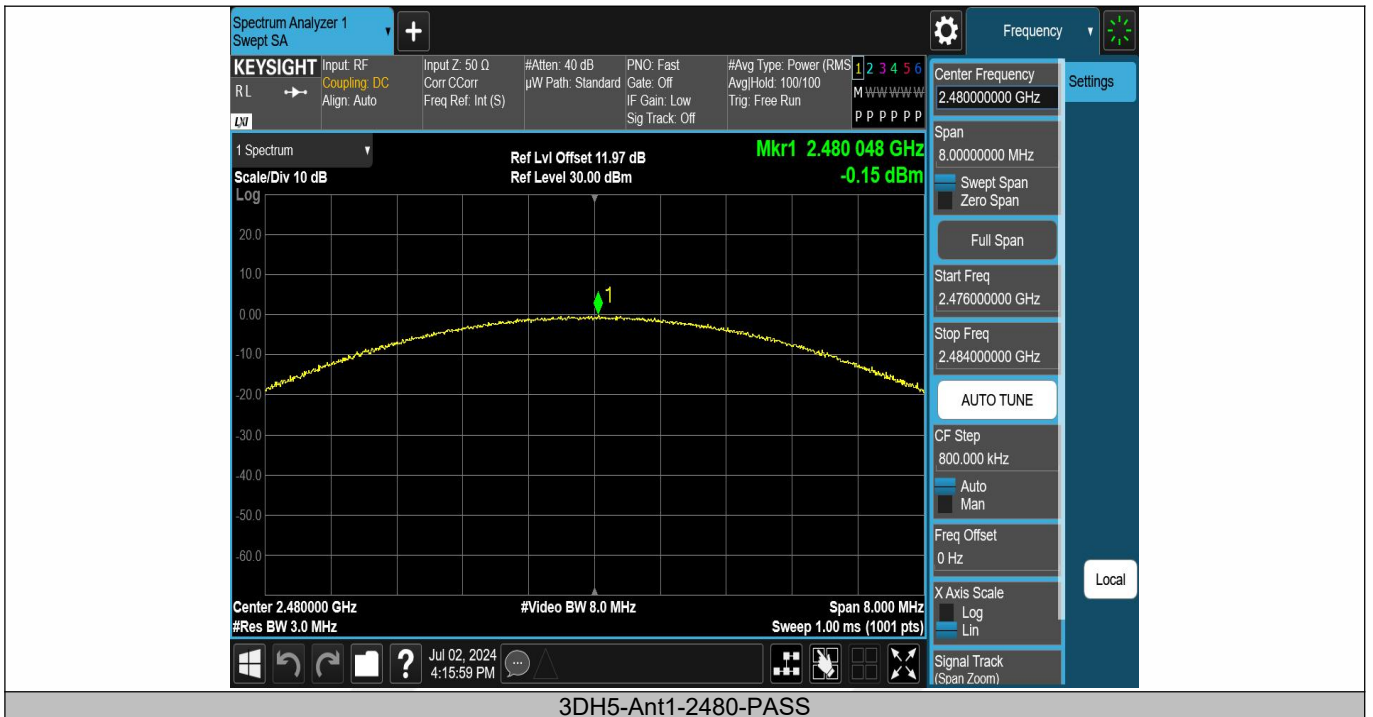 Spectrum Analyzer 1
Swept SA
Frequency
KEYSIGHT
RL
LXI
Input: RF
Coupling: DC
Align: Auto
Input Z: 50 Ω
Corr CCorr
Freq Ref: Int (S)
#Atten: 40 dB
µW Path: Standard
PNO: Fast
Gate: Off
IF Gain: Low
Sig Track: Off
#Avg Type: Power (RMS
Avg|Hold: 100/100
Trig: Free Run
1 2 3 4 5 6
M W W W W W
P P P P P P
1 Spectrum
Scale/Div 10 dB
Log
Ref Lvl Offset 11.97 dB
Ref Level 30.00 dBm
Mkr1 2.480 048 GHz
-0.15 dBm
20.0
10.0
0.00
-10.0
-20.0
-30.0
-40.0
-50.0
-60.0
1
Center 2.480000 GHz
#Res BW 3.0 MHz
#Video BW 8.0 MHz
Span 8.000 MHz
Sweep 1.00 ms (1001 pts)
Center Frequency
2.480000000 GHz
Settings
Span
8.00000000 MHz
Swept Span
Zero Span
Full Span
Start Freq
2.476000000 GHz
Stop Freq
2.484000000 GHz
AUTO TUNE
CF Step
800.000 kHz
Auto
Man
Freq Offset
0 Hz
X Axis Scale
Log
Lin
Local
Signal Track
(Span Zoom)
?
Jul 02, 2024
4:15:59 PM
3DH5-Ant1-2480-PASS